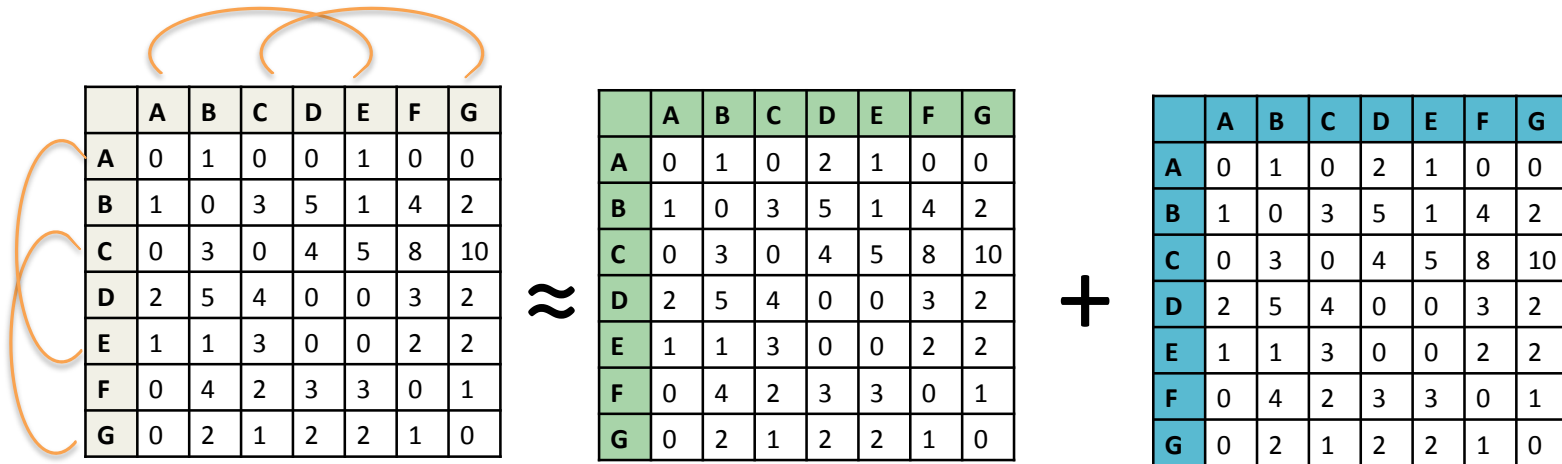 A B C D E F G
A 0 1 0 0 1 0 0
B 1 0 3 5 1 4 2
C 0 3 0 4 5 8 10
D 2 5 4 0 0 3 2
E 1 1 3 0 0 2 2
F 0 4 2 3 3 0 1
G 0 2 1 2 2 1 0
≈
A B C D E F G
A 0 1 0 2 1 0 0
B 1 0 3 5 1 4 2
C 0 3 0 4 5 8 10
D 2 5 4 0 0 3 2
E 1 1 3 0 0 2 2
F 0 4 2 3 3 0 1
G 0 2 1 2 2 1 0
+
A B C D E F G
A 0 1 0 2 1 0 0
B 1 0 3 5 1 4 2
C 0 3 0 4 5 8 10
D 2 5 4 0 0 3 2
E 1 1 3 0 0 2 2
F 0 4 2 3 3 0 1
G 0 2 1 2 2 1 0